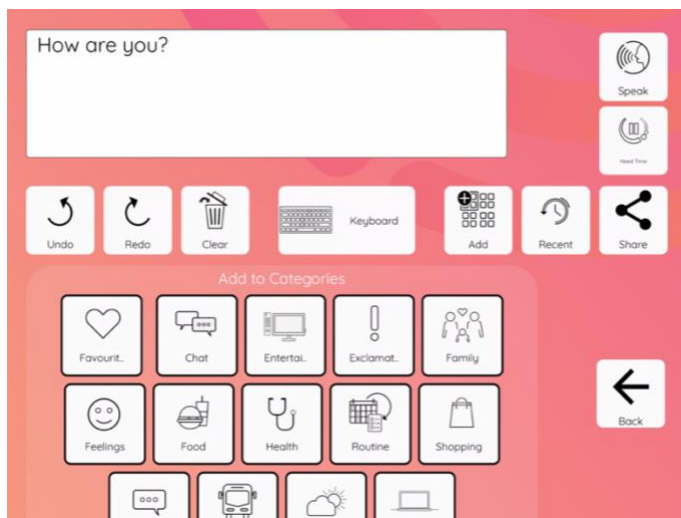 How are you?
Speak
Need Time
Undo
Redo
Clear
Keyboard
Add
Recent
Share
Add to Categories
Favourit..
Chat
Entertai..
Exclamat..
Family
Feelings
Food
Health
Routine
Shopping
Back